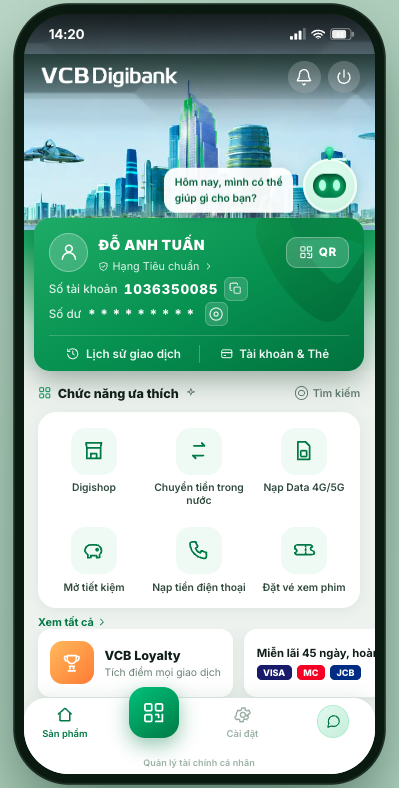 14:20
VCB Digibank
Hôm nay, mình có thể
giúp gì cho bạn?
ĐỖ ANH TUẤN
QR
Hạng Tiêu chuẩn
Số tài khoản 1036350085
Số dư * * * * * * * * *
Lịch sử giao dịch
Tài khoản & Thẻ
Chức năng ưa thích
Tìm kiếm
Digishop
Chuyển tiền trong
nước
Nạp Data 4G/5G
Mở tiết kiệm
Nạp tiền điện thoại
Đặt vé xem phim
Xem tất cả
VCB Loyalty
Tích điểm mọi giao dịch
Miễn lãi 45 ngày, hoàn
VISA MC JCB
Sản phẩm
Cài đặt
Quản lý tài chính cá nhân